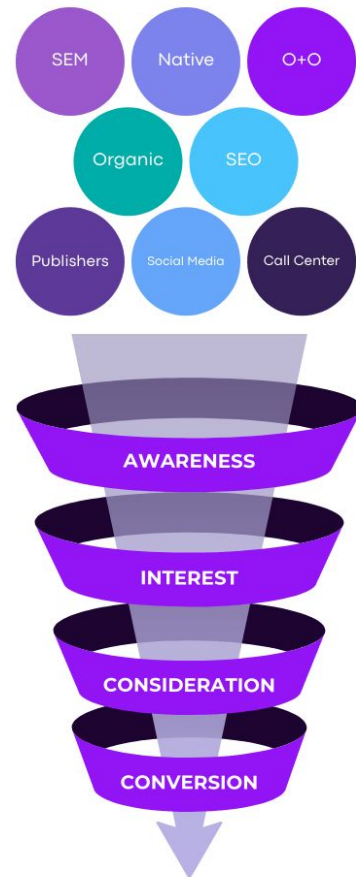 SEM
Native
O+O
Organic
SEO
Publishers
Social Media
Call Center
AWARENESS
INTEREST
CONSIDERATION
CONVERSION